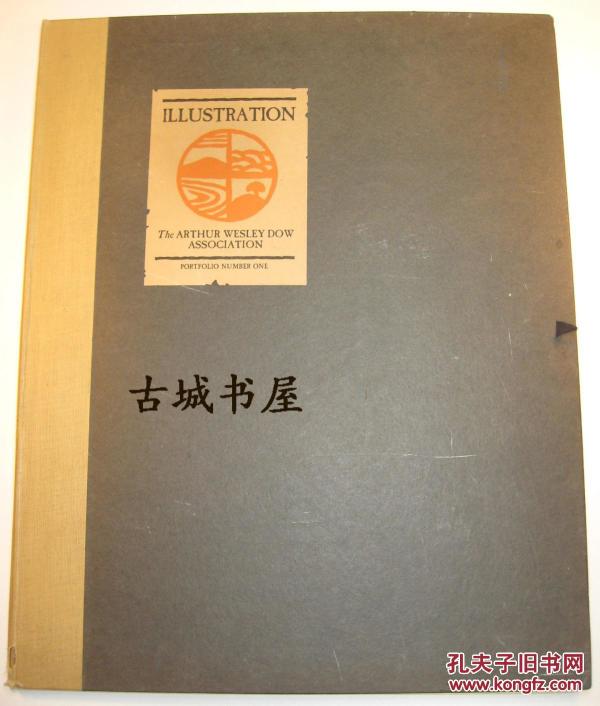 ILLUSTRATION
The ARTHUR WESLEY DOW
ASSOCIATION
PORTFOLIO NUMBER ONE
古城书屋
孔夫子旧书网
www.kongfz.com